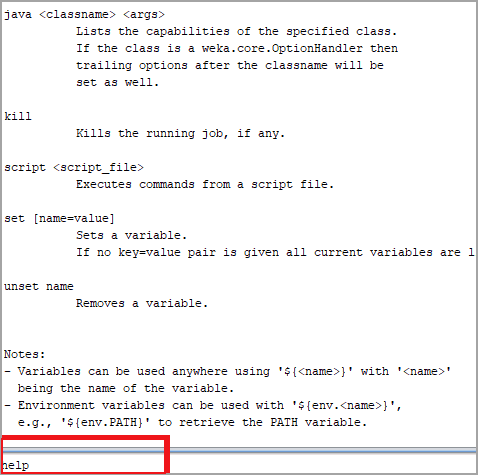 java <classname> <args>
Lists the capabilities of the specified class.
If the class is a weka.core.OptionHandler then
trailing options after the classname will be
set as well.
kill
Kills the running job, if any.
script <script_file>
Executes commands from a script file.
set [name=value]
Sets a variable.
If no key=value pair is given all current variables are l
unset name
Removes a variable.
Notes:
- Variables can be used anywhere using '${<name>}' with '<name>'
being the name of the variable.
- Environment variables can be used with '${env.<name>}',
e.g., '${env.PATH}' to retrieve the PATH variable.
help